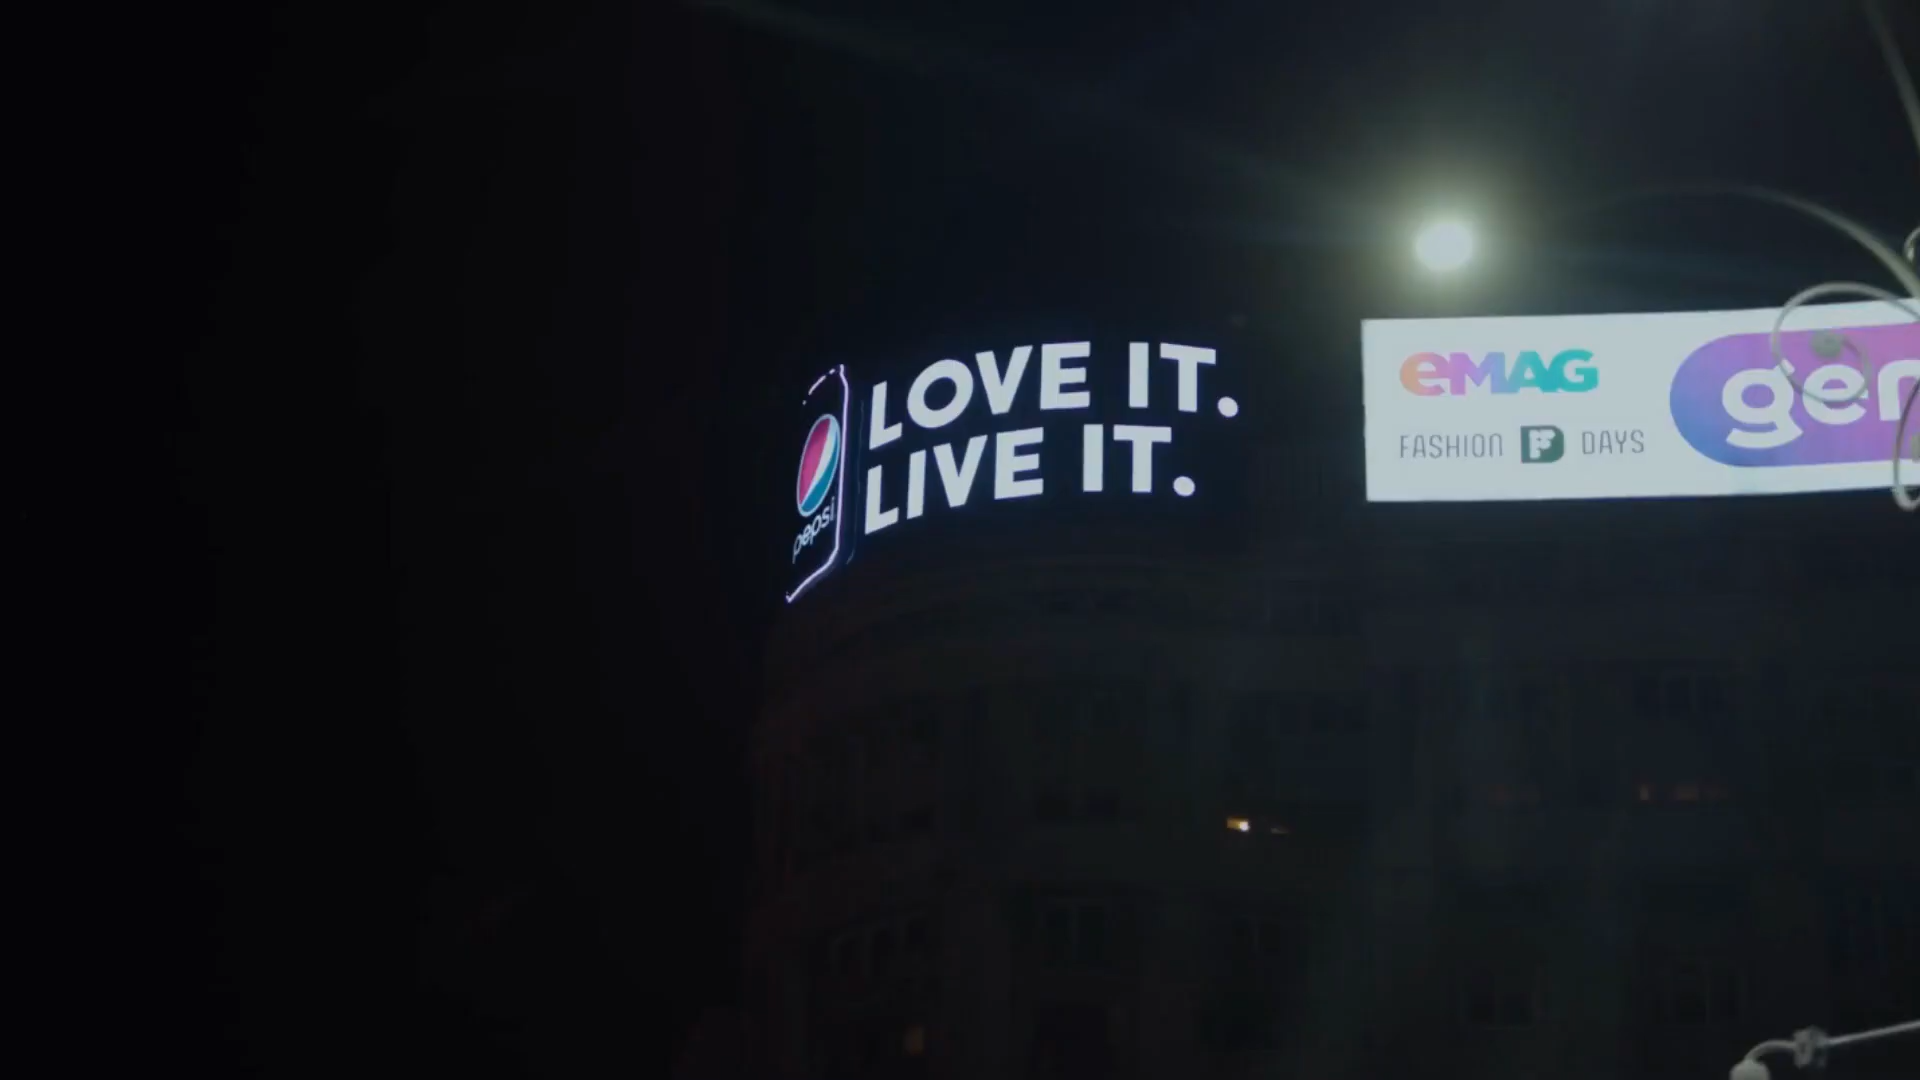 LOVE IT.
LIVE IT.
pepsi
eMAG
FASHION F DAYS